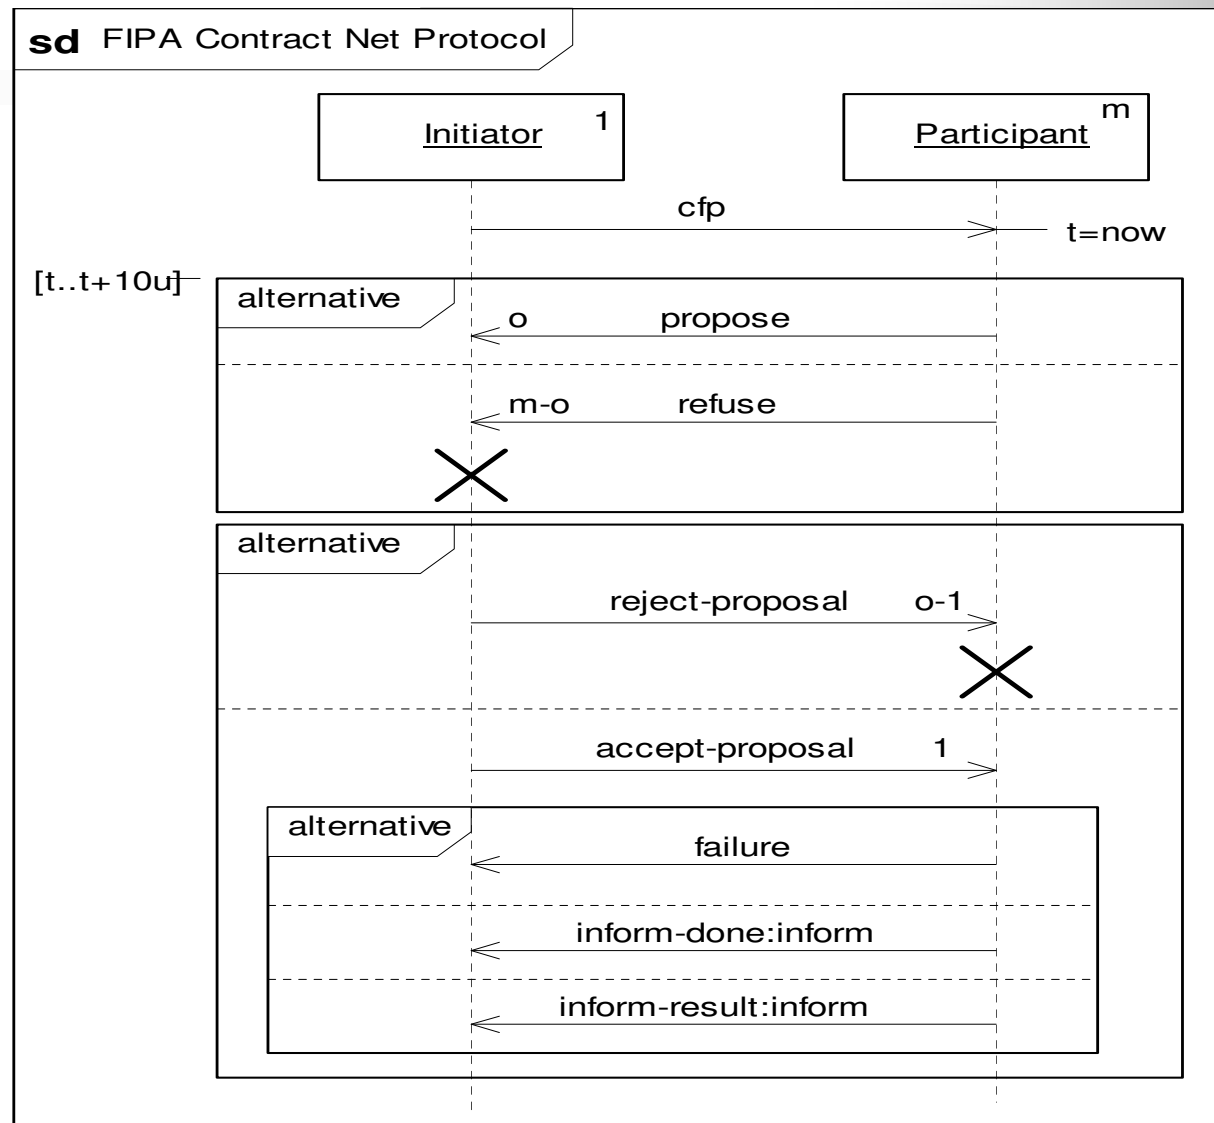 sd FIPA Contract Net Protocol
Initiator 1
Participant m
cfp
t=now
[t..t+10u]
alternative
o propose
m-o refuse
alternative
reject-proposal o-1
accept-proposal 1
alternative
failure
inform-done:inform
inform-result:inform